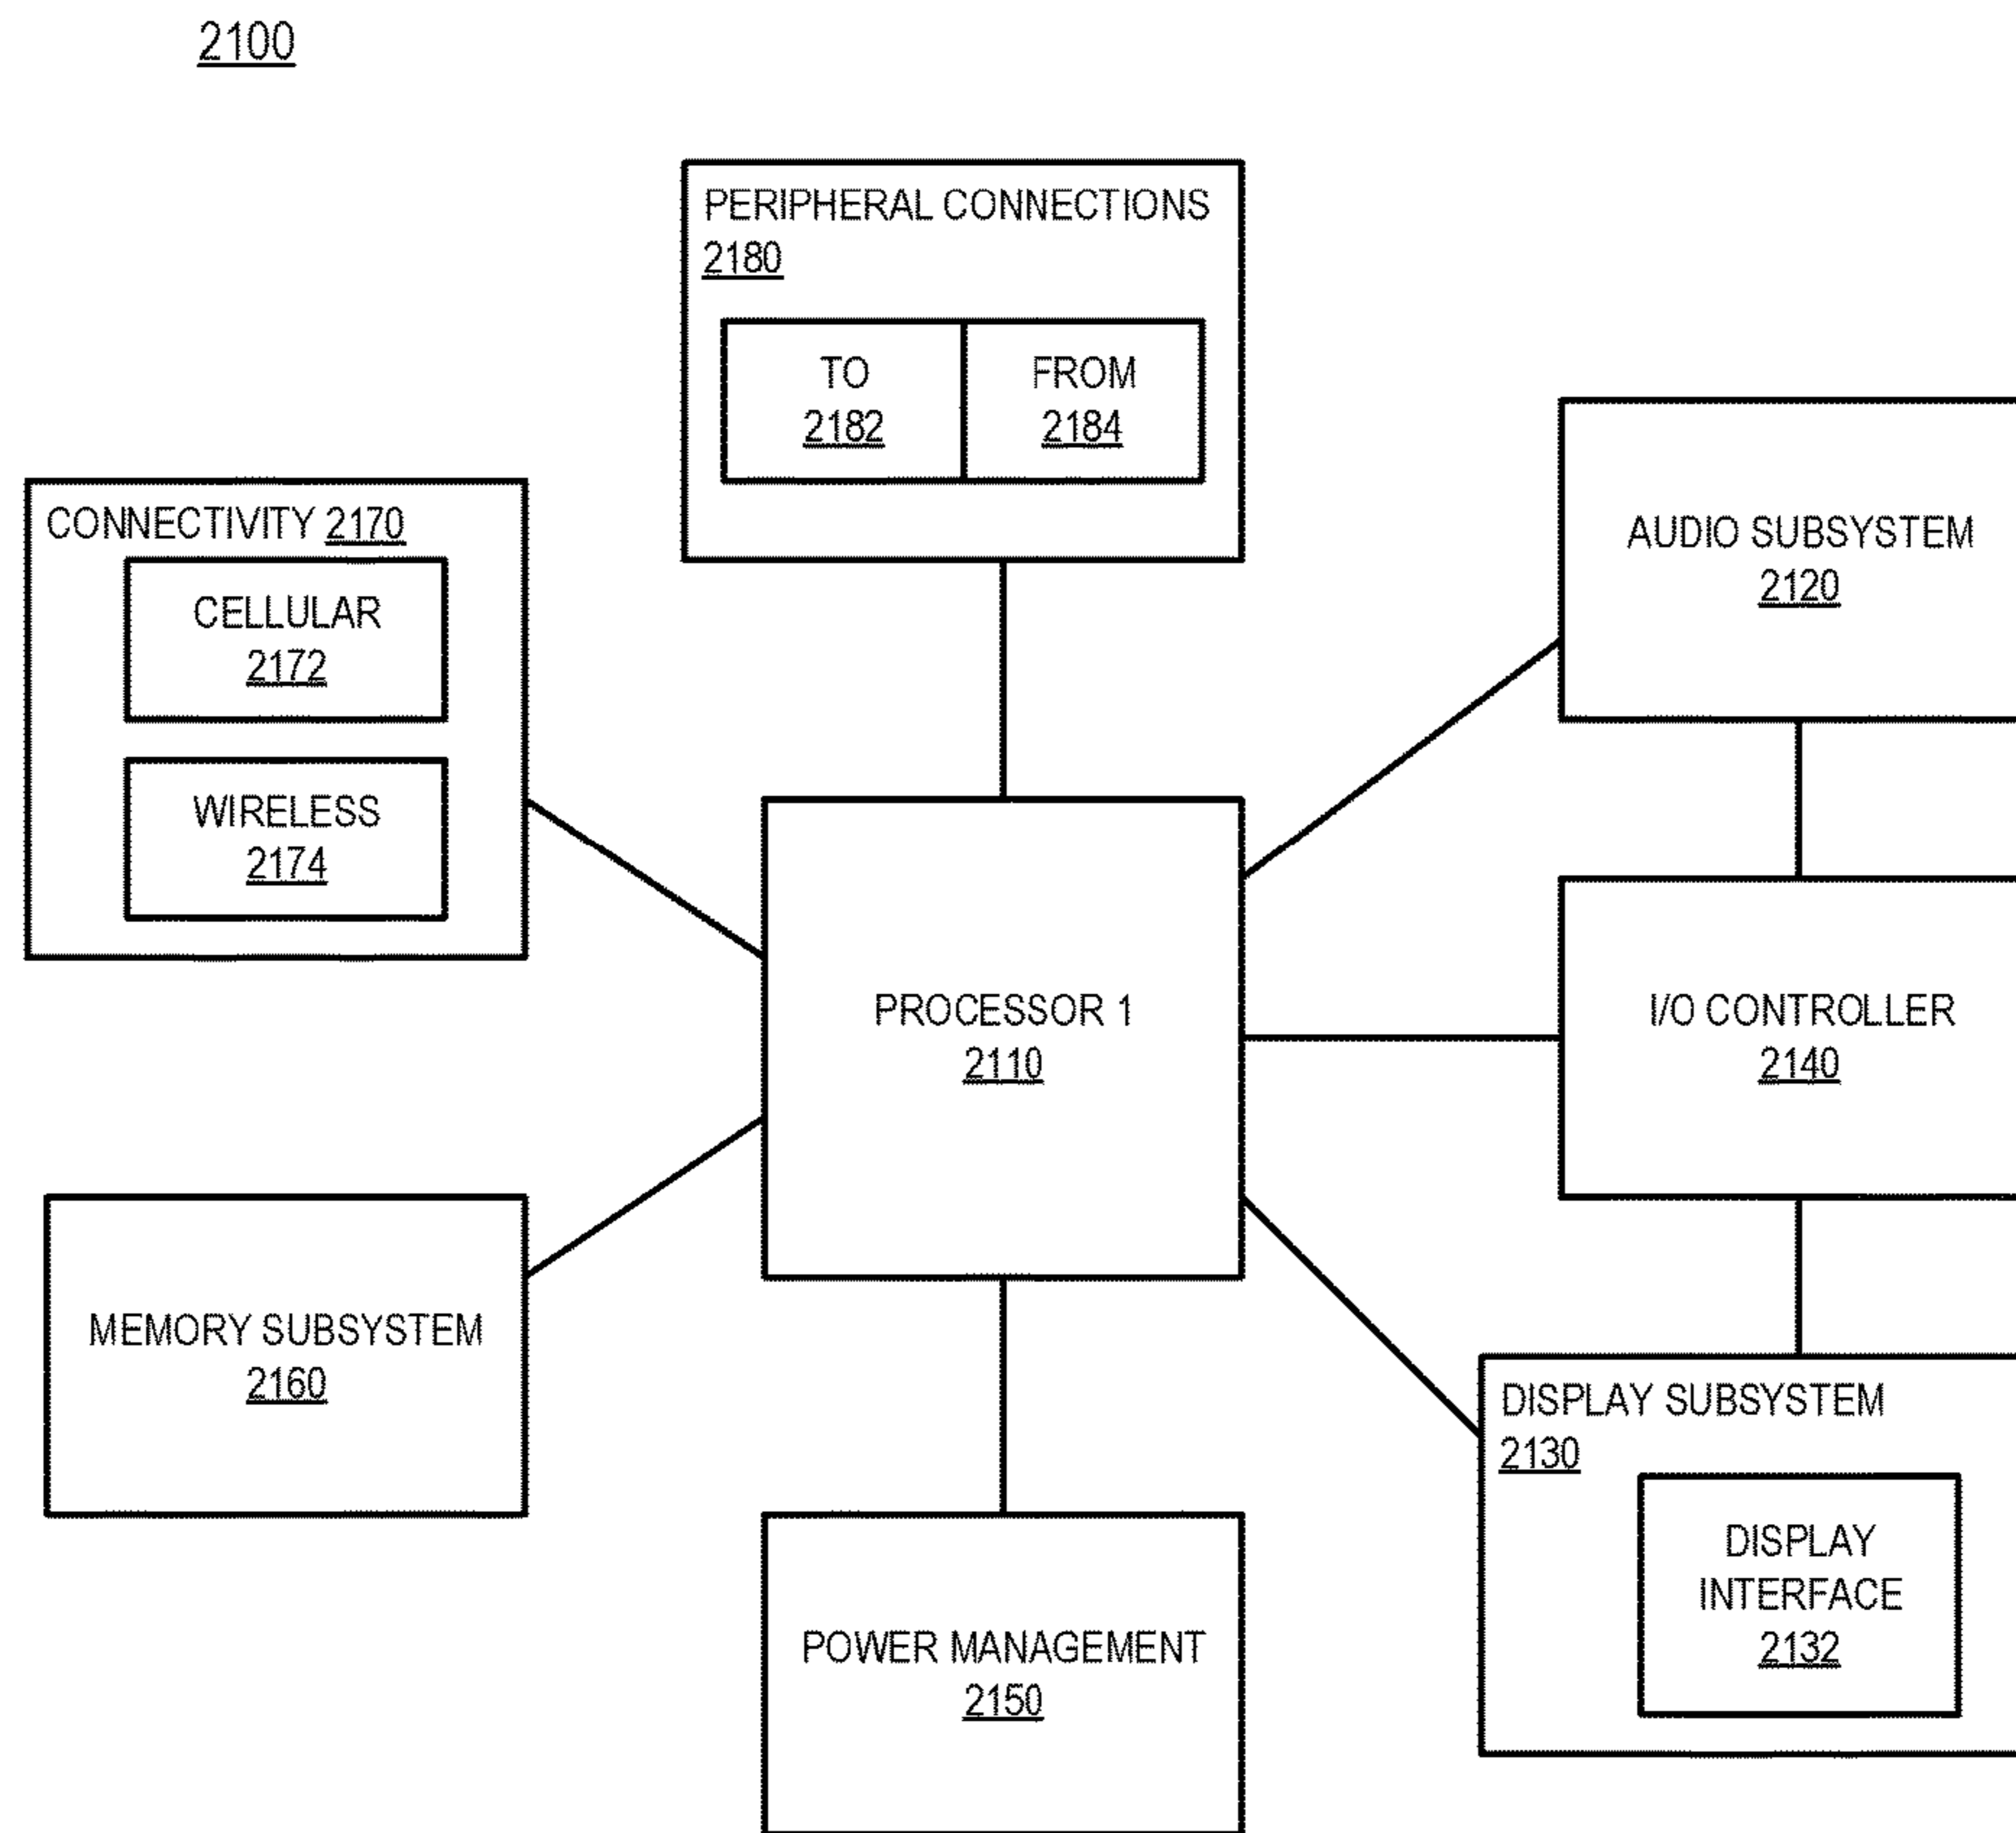 2100
PERIPHERAL CONNECTIONS
2180
TO
2182
FROM
2184
CONNECTIVITY 2170
CELLULAR
2172
WIRELESS
2174
AUDIO SUBSYSTEM
2120
PROCESSOR 1
2110
I/O CONTROLLER
2140
MEMORY SUBSYSTEM
2160
DISPLAY SUBSYSTEM
2130
DISPLAY
INTERFACE
2132
POWER MANAGEMENT
2150